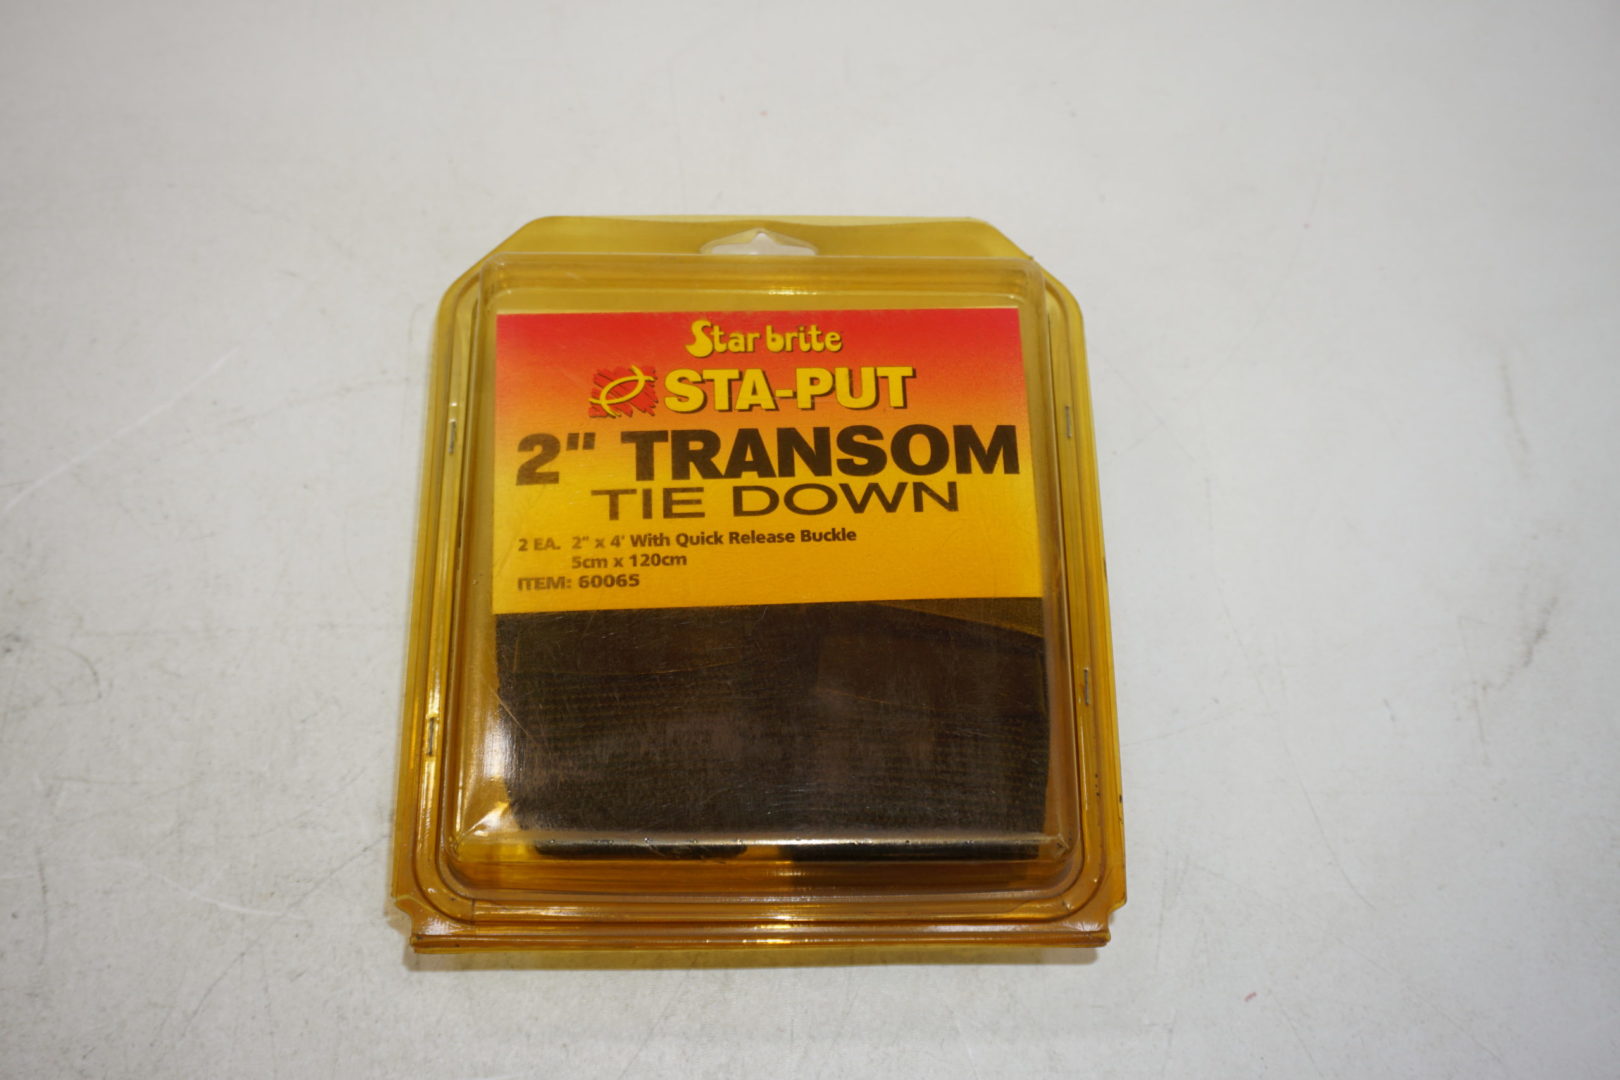 Star brite
STA-PUT
2" TRANSOM
TIE DOWN
2 EA. 2" x 4' With Quick Release Buckle
5cm x 120cm
ITEM: 60065